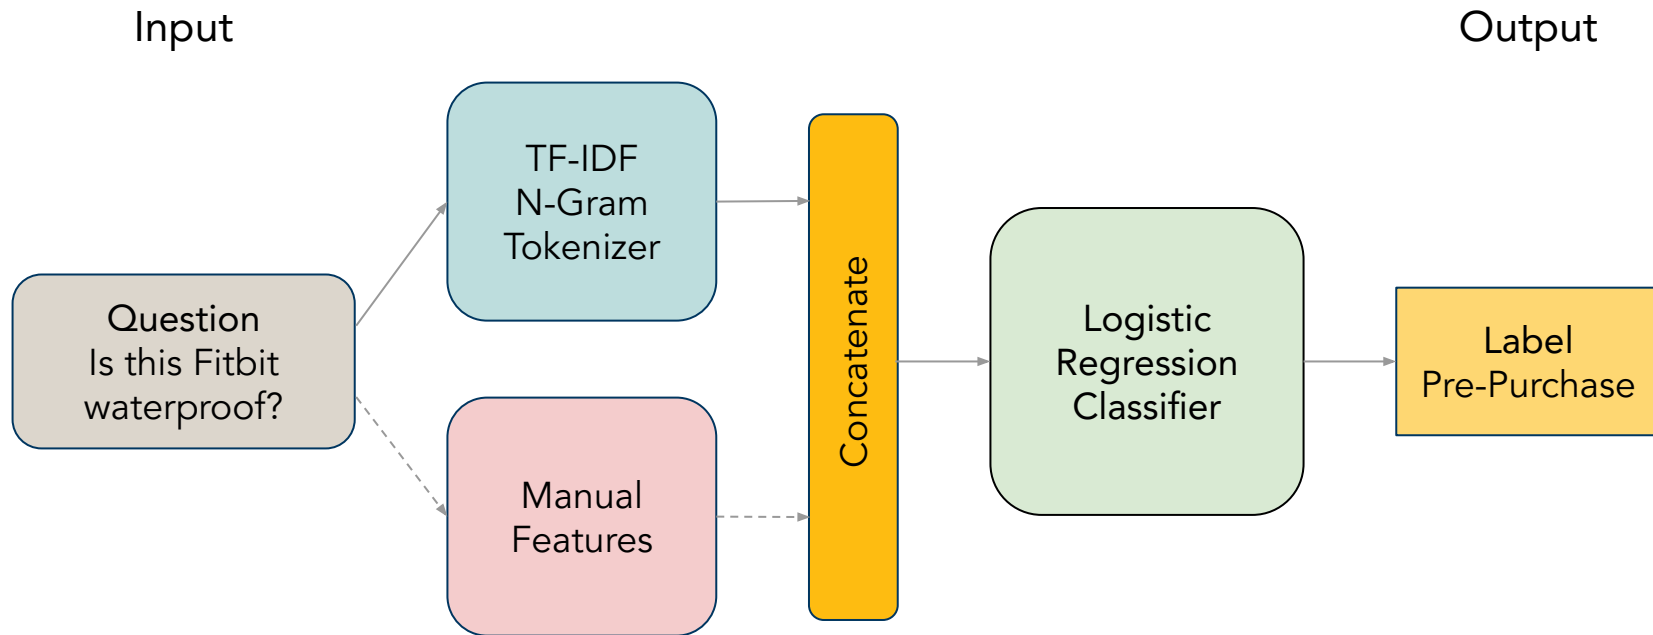 Input
Output
Question
Is this Fitbit
waterproof?
TF-IDF
N-Gram
Tokenizer
Manual
Features
Concatenate
Logistic
Regression
Classifier
Label
Pre-Purchase